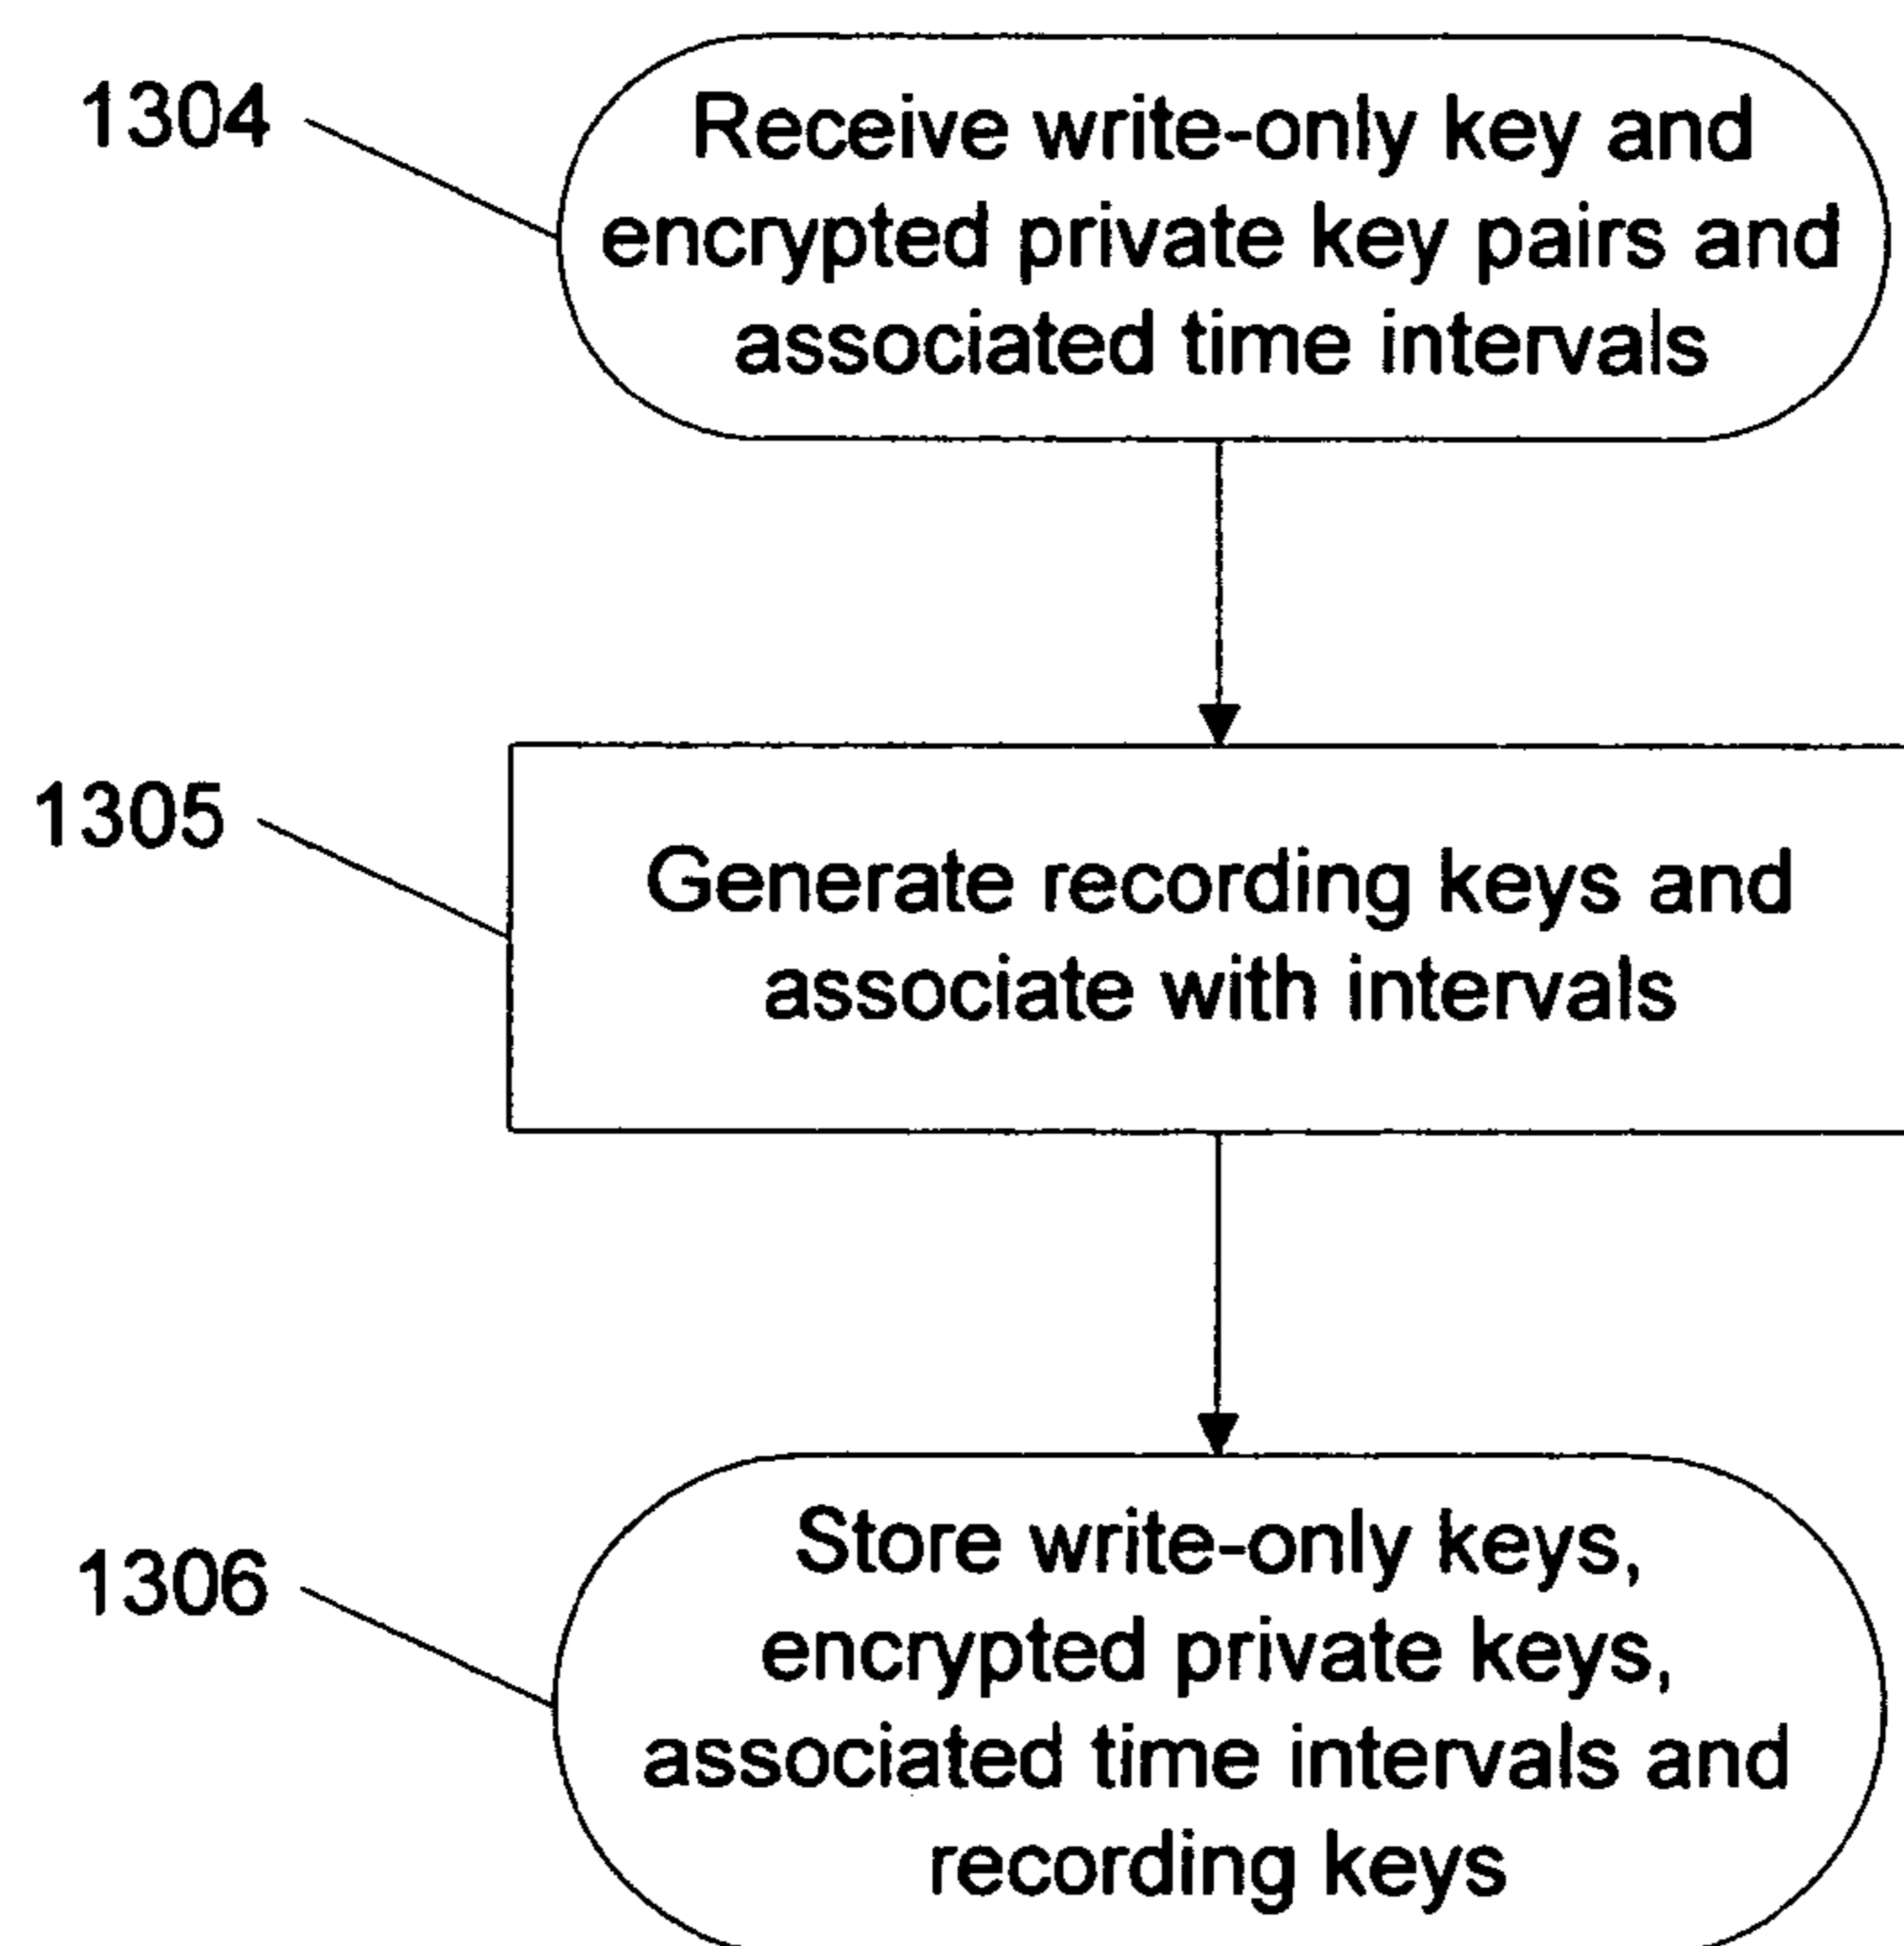 1304
Receive write-only key and
encrypted private key pairs and
associated time intervals
1305
Generate recording keys and
associate with intervals
1306
Store write-only keys,
encrypted private keys,
associated time intervals and
recording keys